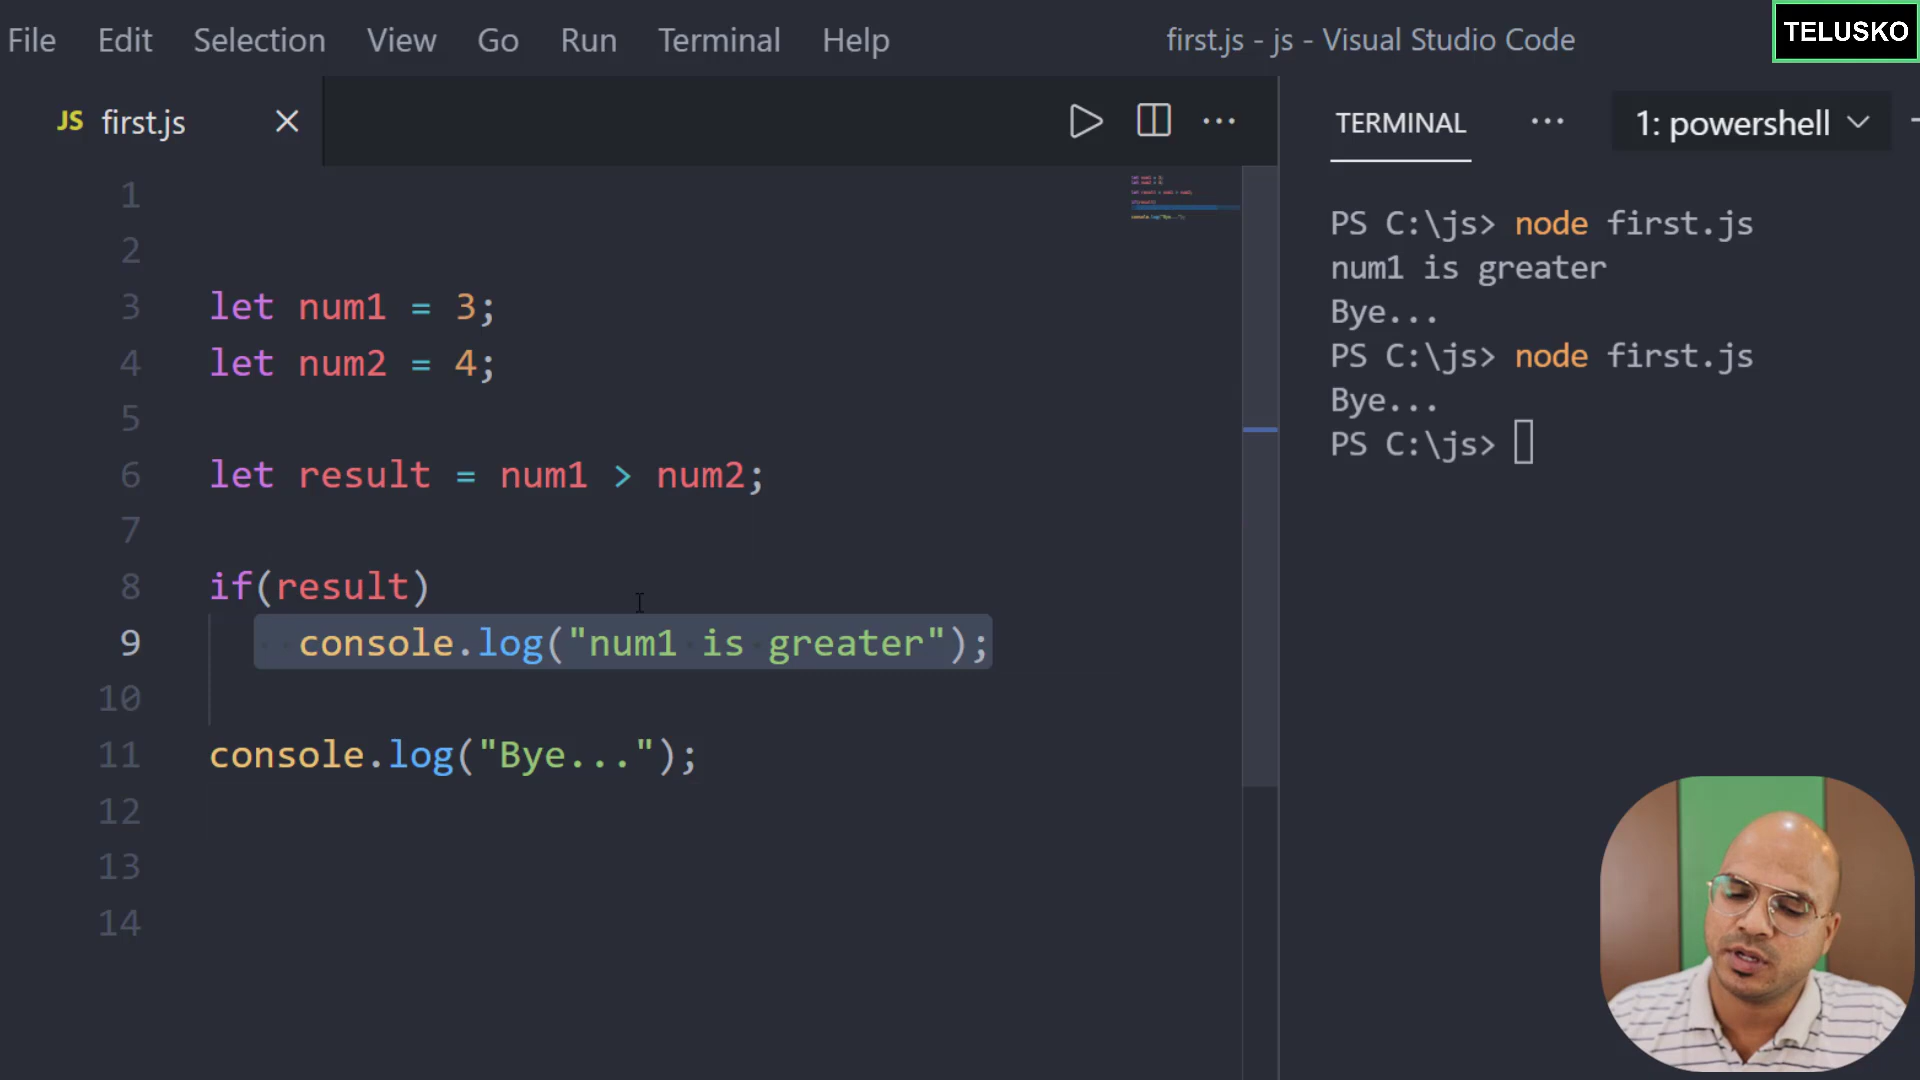 File Edit Selection View Go Run Terminal Help first.js - js - Visual Studio Code
TELUSKO
JS first.js
1
2
3 let num1 = 3;
4 let num2 = 4;
5
6 let result = num1 > num2;
7
8 if(result)
9 console.log("num1 is greater");
10
11 console.log("Bye...");
12
13
14
TERMINAL ··· 1: powershell
PS C:\js> node first.js
num1 is greater
Bye...
PS C:\js> node first.js
Bye...
PS C:\js>